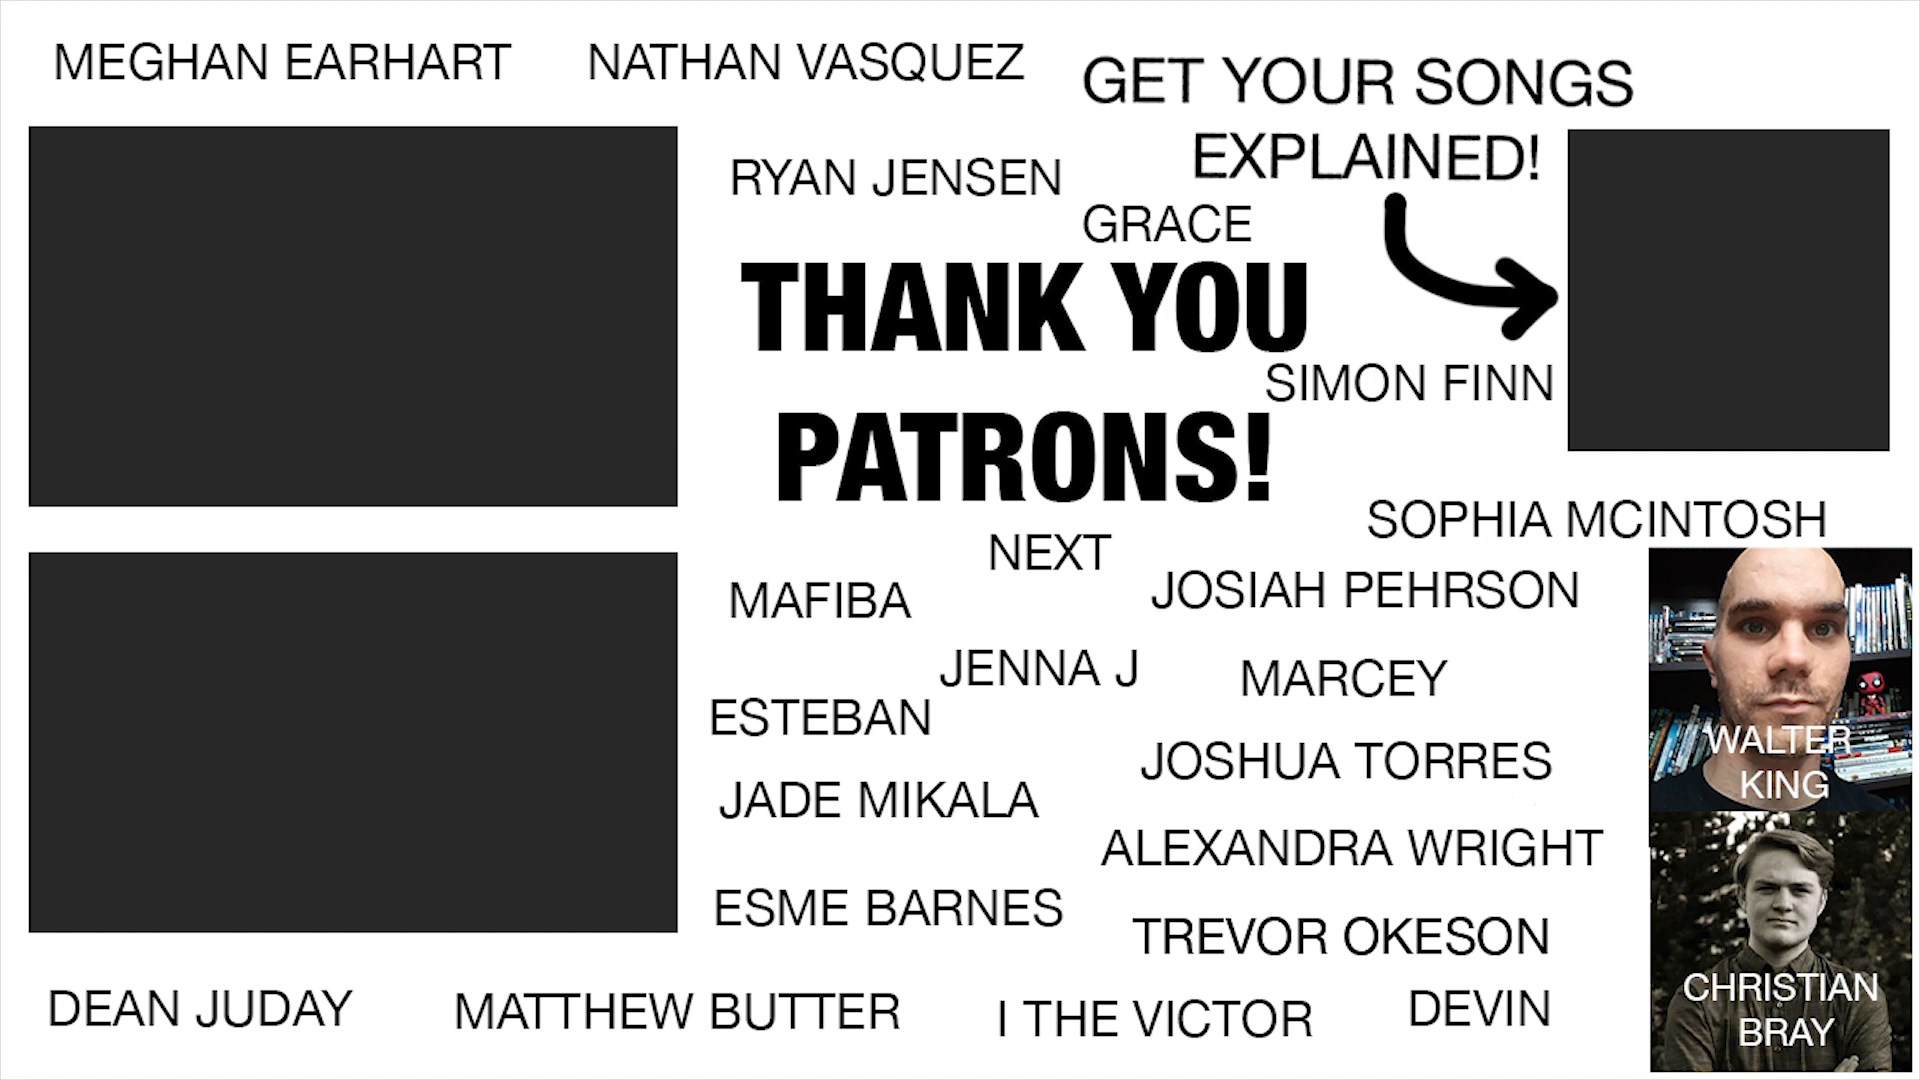 MEGHAN EARHART
NATHAN VASQUEZ
GET YOUR SONGS
EXPLAINED!
RYAN JENSEN
GRACE
THANK YOU
PATRONS!
SIMON FINN
SOPHIA MCINTOSH
NEXT
MAFIBA
JOSIAH PEHRSON
JENNA J
MARCEY
ESTEBAN
JOSHUA TORRES
WALTER
KING
JADE MIKALA
ALEXANDRA WRIGHT
ESME BARNES
TREVOR OKESON
CHRISTIAN
BRAY
DEAN JUDAY
MATTHEW BUTTER
I THE VICTOR
DEVIN